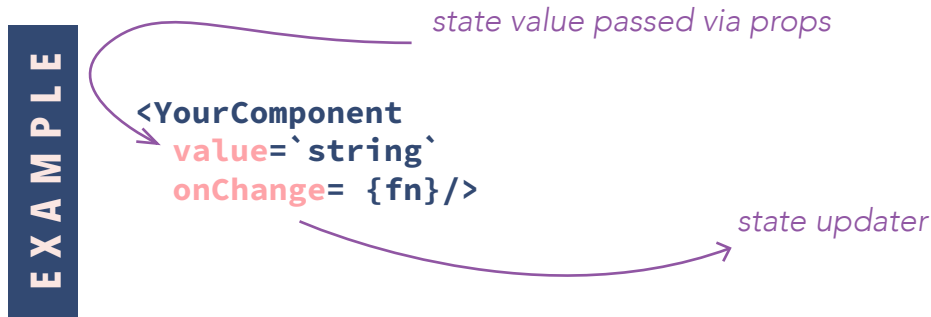 state value passed via props
EXAMPLE
<YourComponent
value=`string`
onChange= {fn}/>
state updater